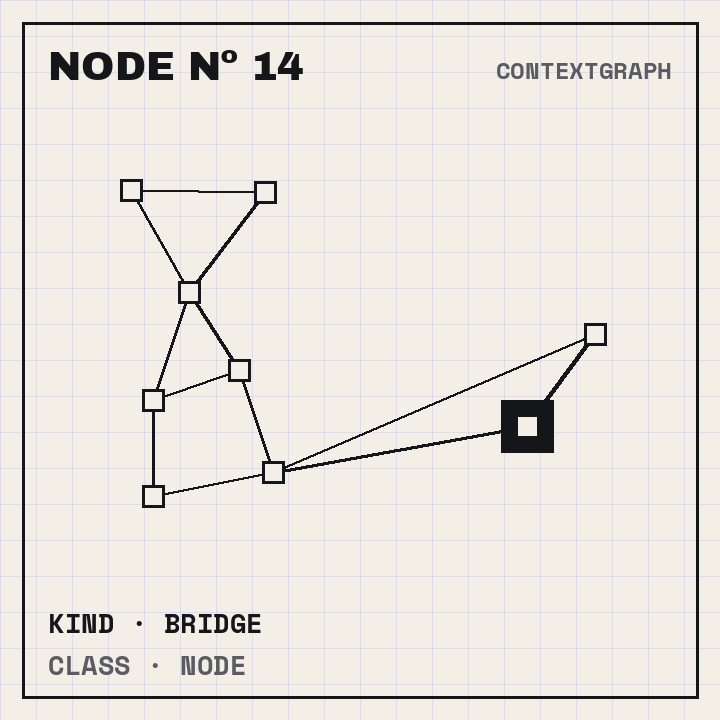 NODE Nº 14
CONTEXTGRAPH
KIND · BRIDGE
CLASS · NODE